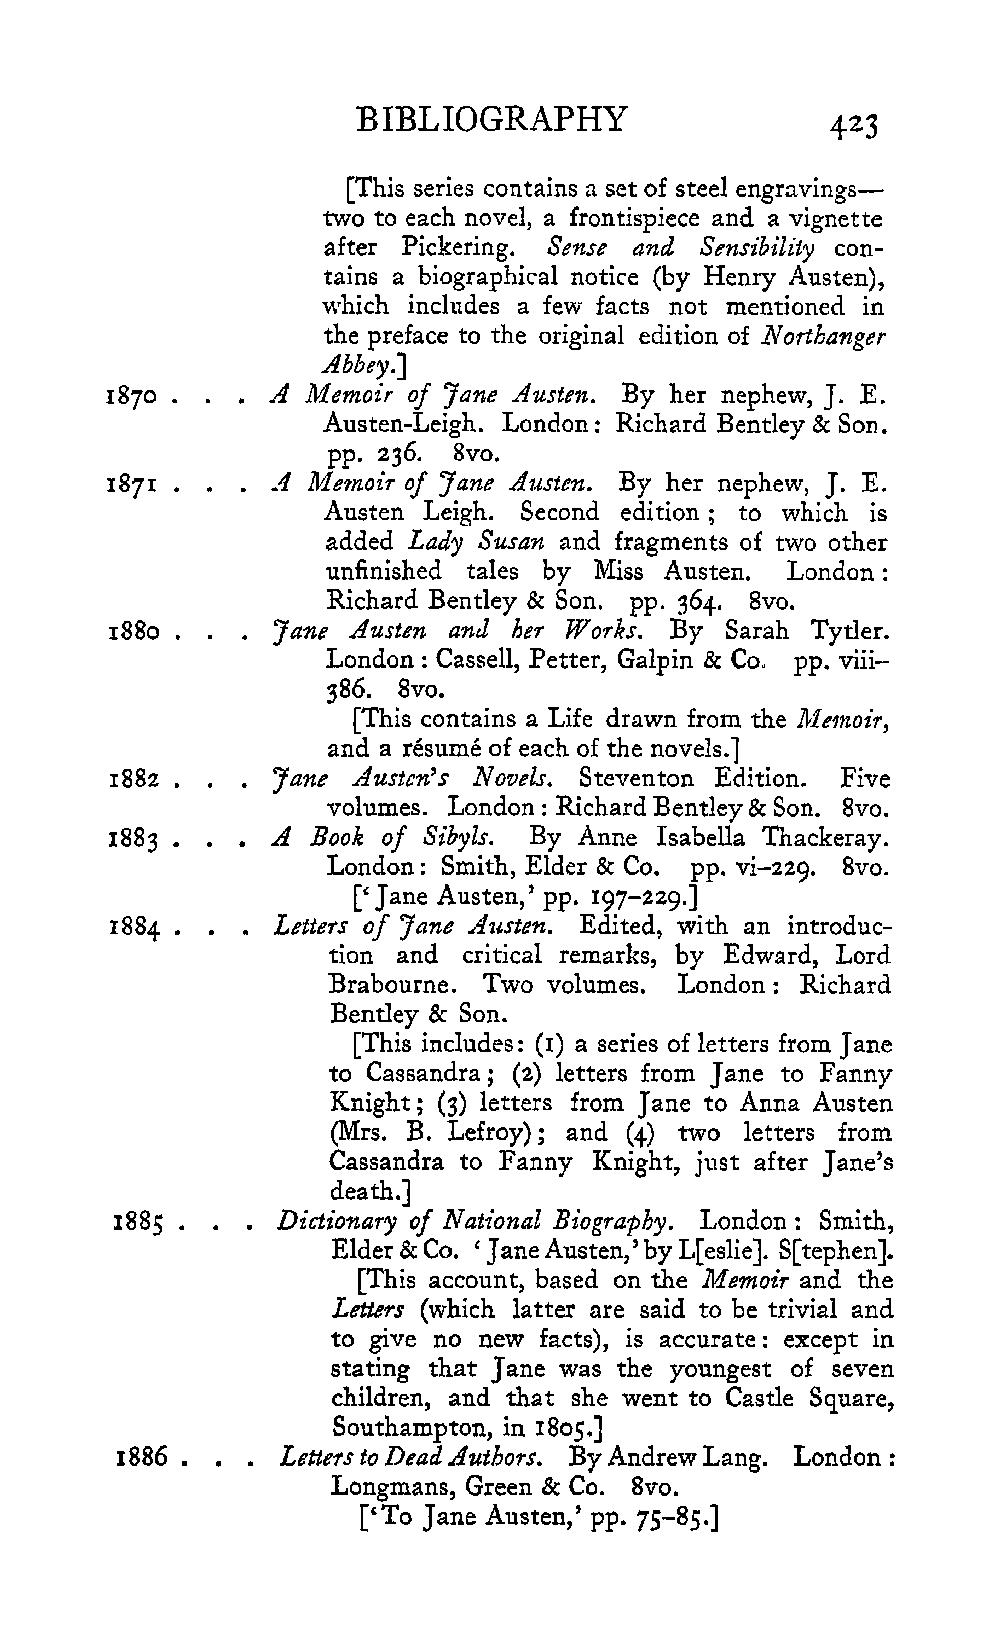 BIBLIOGRAPHY 423
[This series contains a set of steel engravings—
two to each novel, a frontispiece and a vignette
after Pickering. Sense and Sensibility con-
tains a biographical notice (by Henry Austen),
which includes a few facts not mentioned in
the preface to the original edition of Northanger
Abbey.]
1870 . . . A Memoir of Jane Austen. By her nephew, J. E.
Austen-Leigh. London: Richard Bentley & Son.
pp. 236. 8vo.
1871 . . . A Memoir of Jane Austen. By her nephew, J. E.
Austen Leigh. Second edition; to which is
added Lady Susan and fragments of two other
unfinished tales by Miss Austen. London:
Richard Bentley & Son. pp. 364. 8vo.
1880 . . . Jane Austen and her Works. By Sarah Tytler.
London: Cassell, Petter, Galpin & Co. pp. viii–
386. 8vo.
[This contains a Life drawn from the Memoir,
and a résumé of each of the novels.]
1882 . . . Jane Austen's Novels. Steventon Edition. Five
volumes. London: Richard Bentley & Son. 8vo.
1883 . . . A Book of Sibyls. By Anne Isabella Thackeray.
London: Smith, Elder & Co. pp. vi–229. 8vo.
['Jane Austen,' pp. 197–229.]
1884 . . . Letters of Jane Austen. Edited, with an introduc-
tion and critical remarks, by Edward, Lord
Brabourne. Two volumes. London: Richard
Bentley & Son.
[This includes: (1) a series of letters from Jane
to Cassandra; (2) letters from Jane to Fanny
Knight; (3) letters from Jane to Anna Austen
(Mrs. B. Lefroy); and (4) two letters from
Cassandra to Fanny Knight, just after Jane's
death.]
1885 . . . Dictionary of National Biography. London: Smith,
Elder & Co. 'Jane Austen,' by L[eslie]. S[tephen].
[This account, based on the Memoir and the
Letters (which latter are said to be trivial and
to give no new facts), is accurate: except in
stating that Jane was the youngest of seven
children, and that she went to Castle Square,
Southampton, in 1805.]
1886 . . . Letters to Dead Authors. By Andrew Lang. London:
Longmans, Green & Co. 8vo.
['To Jane Austen,' pp. 75–85.]